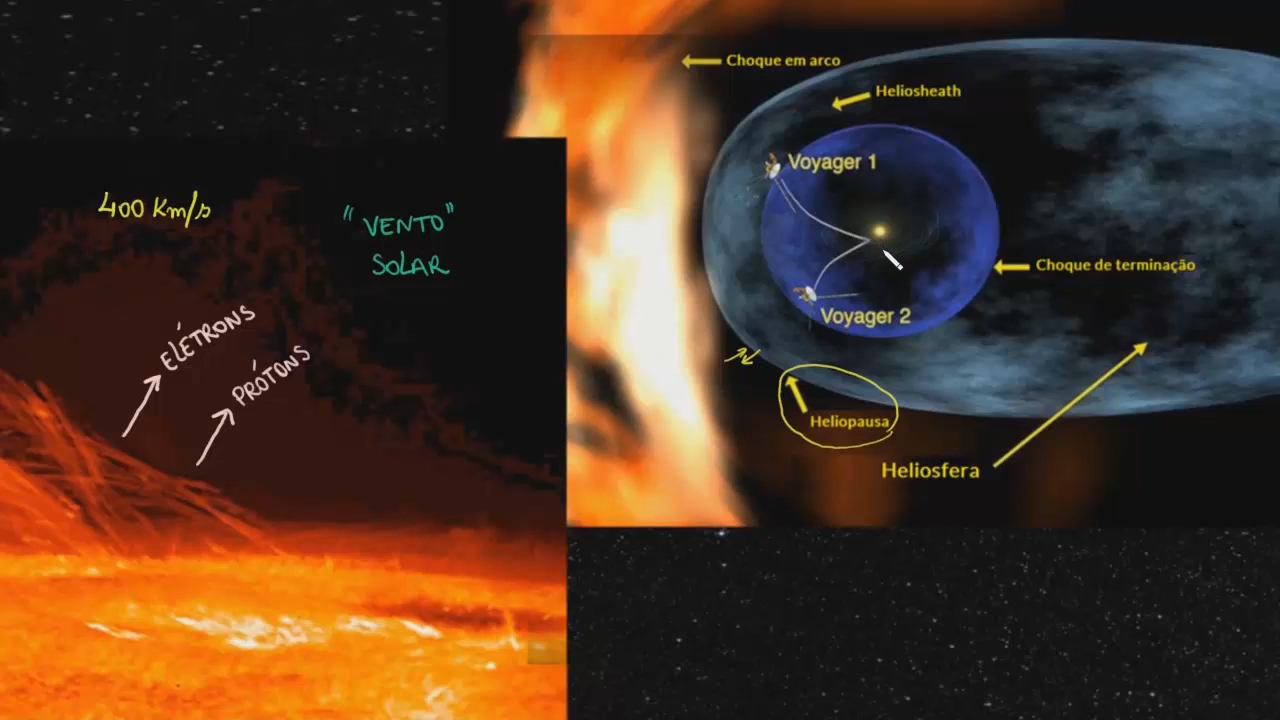 400 Km/s
"VENTO"
SOLAR
ELÉTRONS
PRÓTONS
Choque em arco
Heliosheath
Voyager 1
Choque de terminação
Voyager 2
Heliopausa
Heliosfera